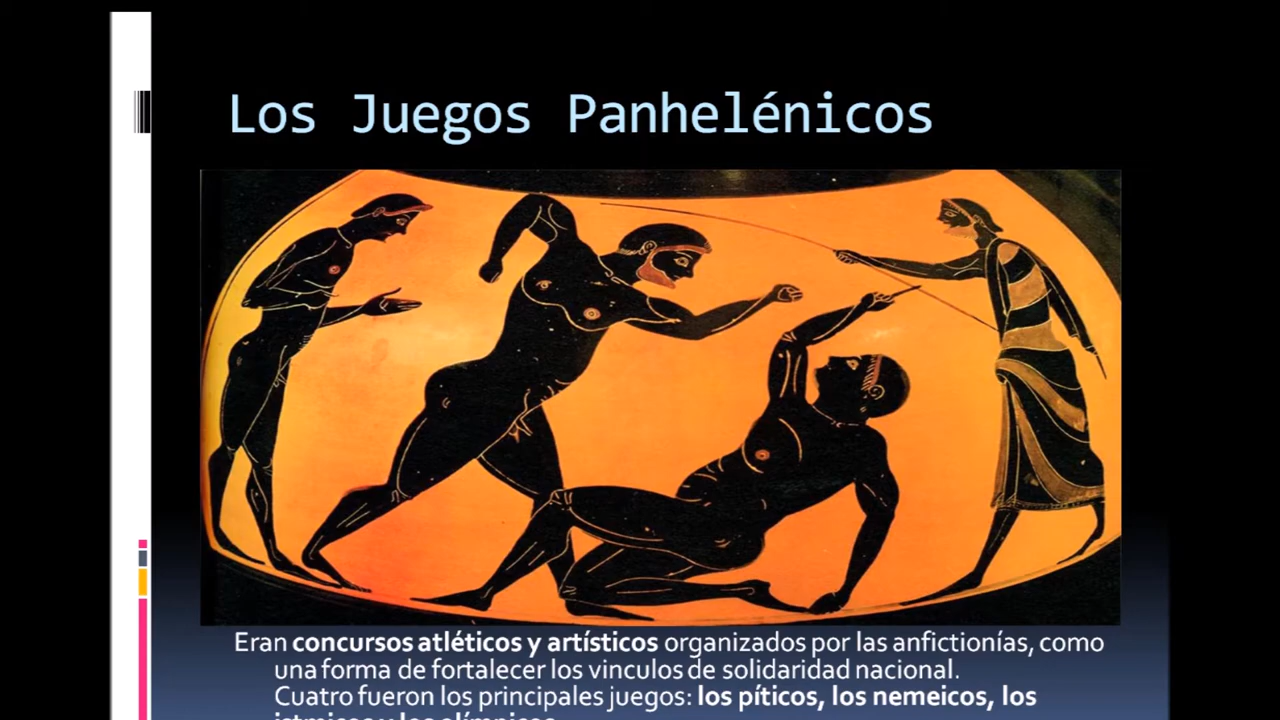 Los Juegos Panhelénicos
Eran concursos atléticos y artísticos organizados por las anfictionías, como
una forma de fortalecer los vinculos de solidaridad nacional.
Cuatro fueron los principales juegos: los píticos, los nemeicos, los